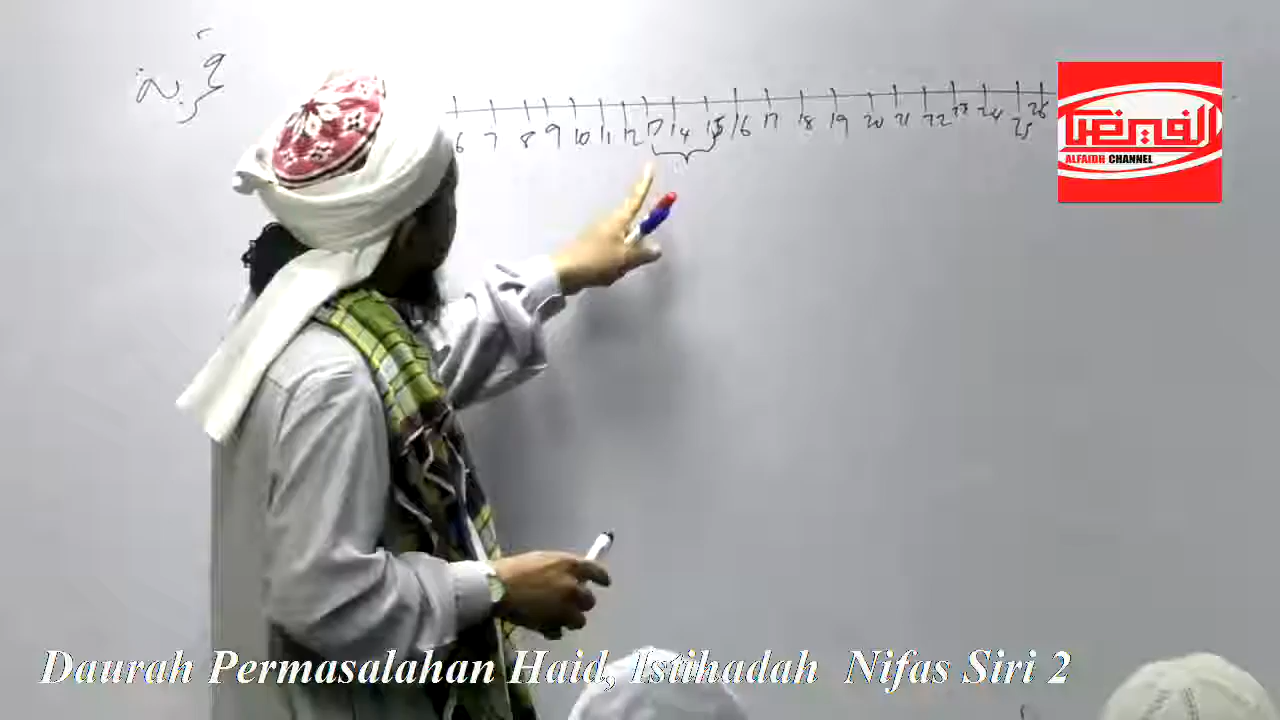 6 7 8 9 10 11 12 13 14 15 16 17 18 19 20 21 22 23 24 25 26
الفيض
ALFAIDH CHANNEL
Daurah Permasalahan Haid, Istihadah Nifas Siri 2